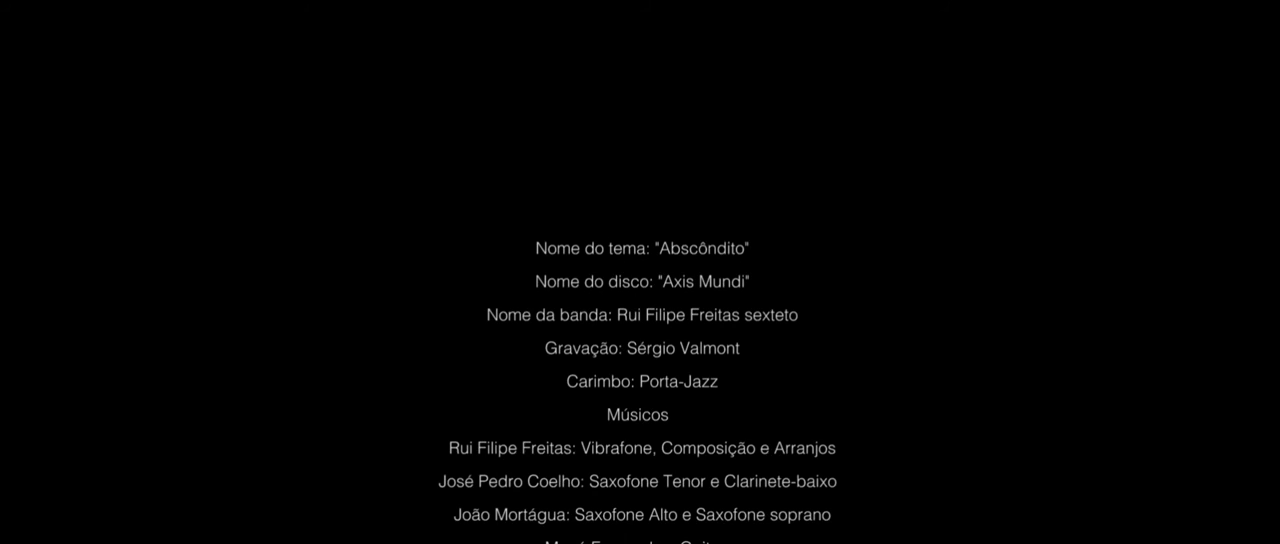 Nome do tema: "Abscôndito"
Nome do disco: "Axis Mundi"
Nome da banda: Rui Filipe Freitas sexteto
Gravação: Sérgio Valmont
Carimbo: Porta-Jazz
Músicos
Rui Filipe Freitas: Vibrafone, Composição e Arranjos
José Pedro Coelho: Saxofone Tenor e Clarinete-baixo
João Mortágua: Saxofone Alto e Saxofone soprano